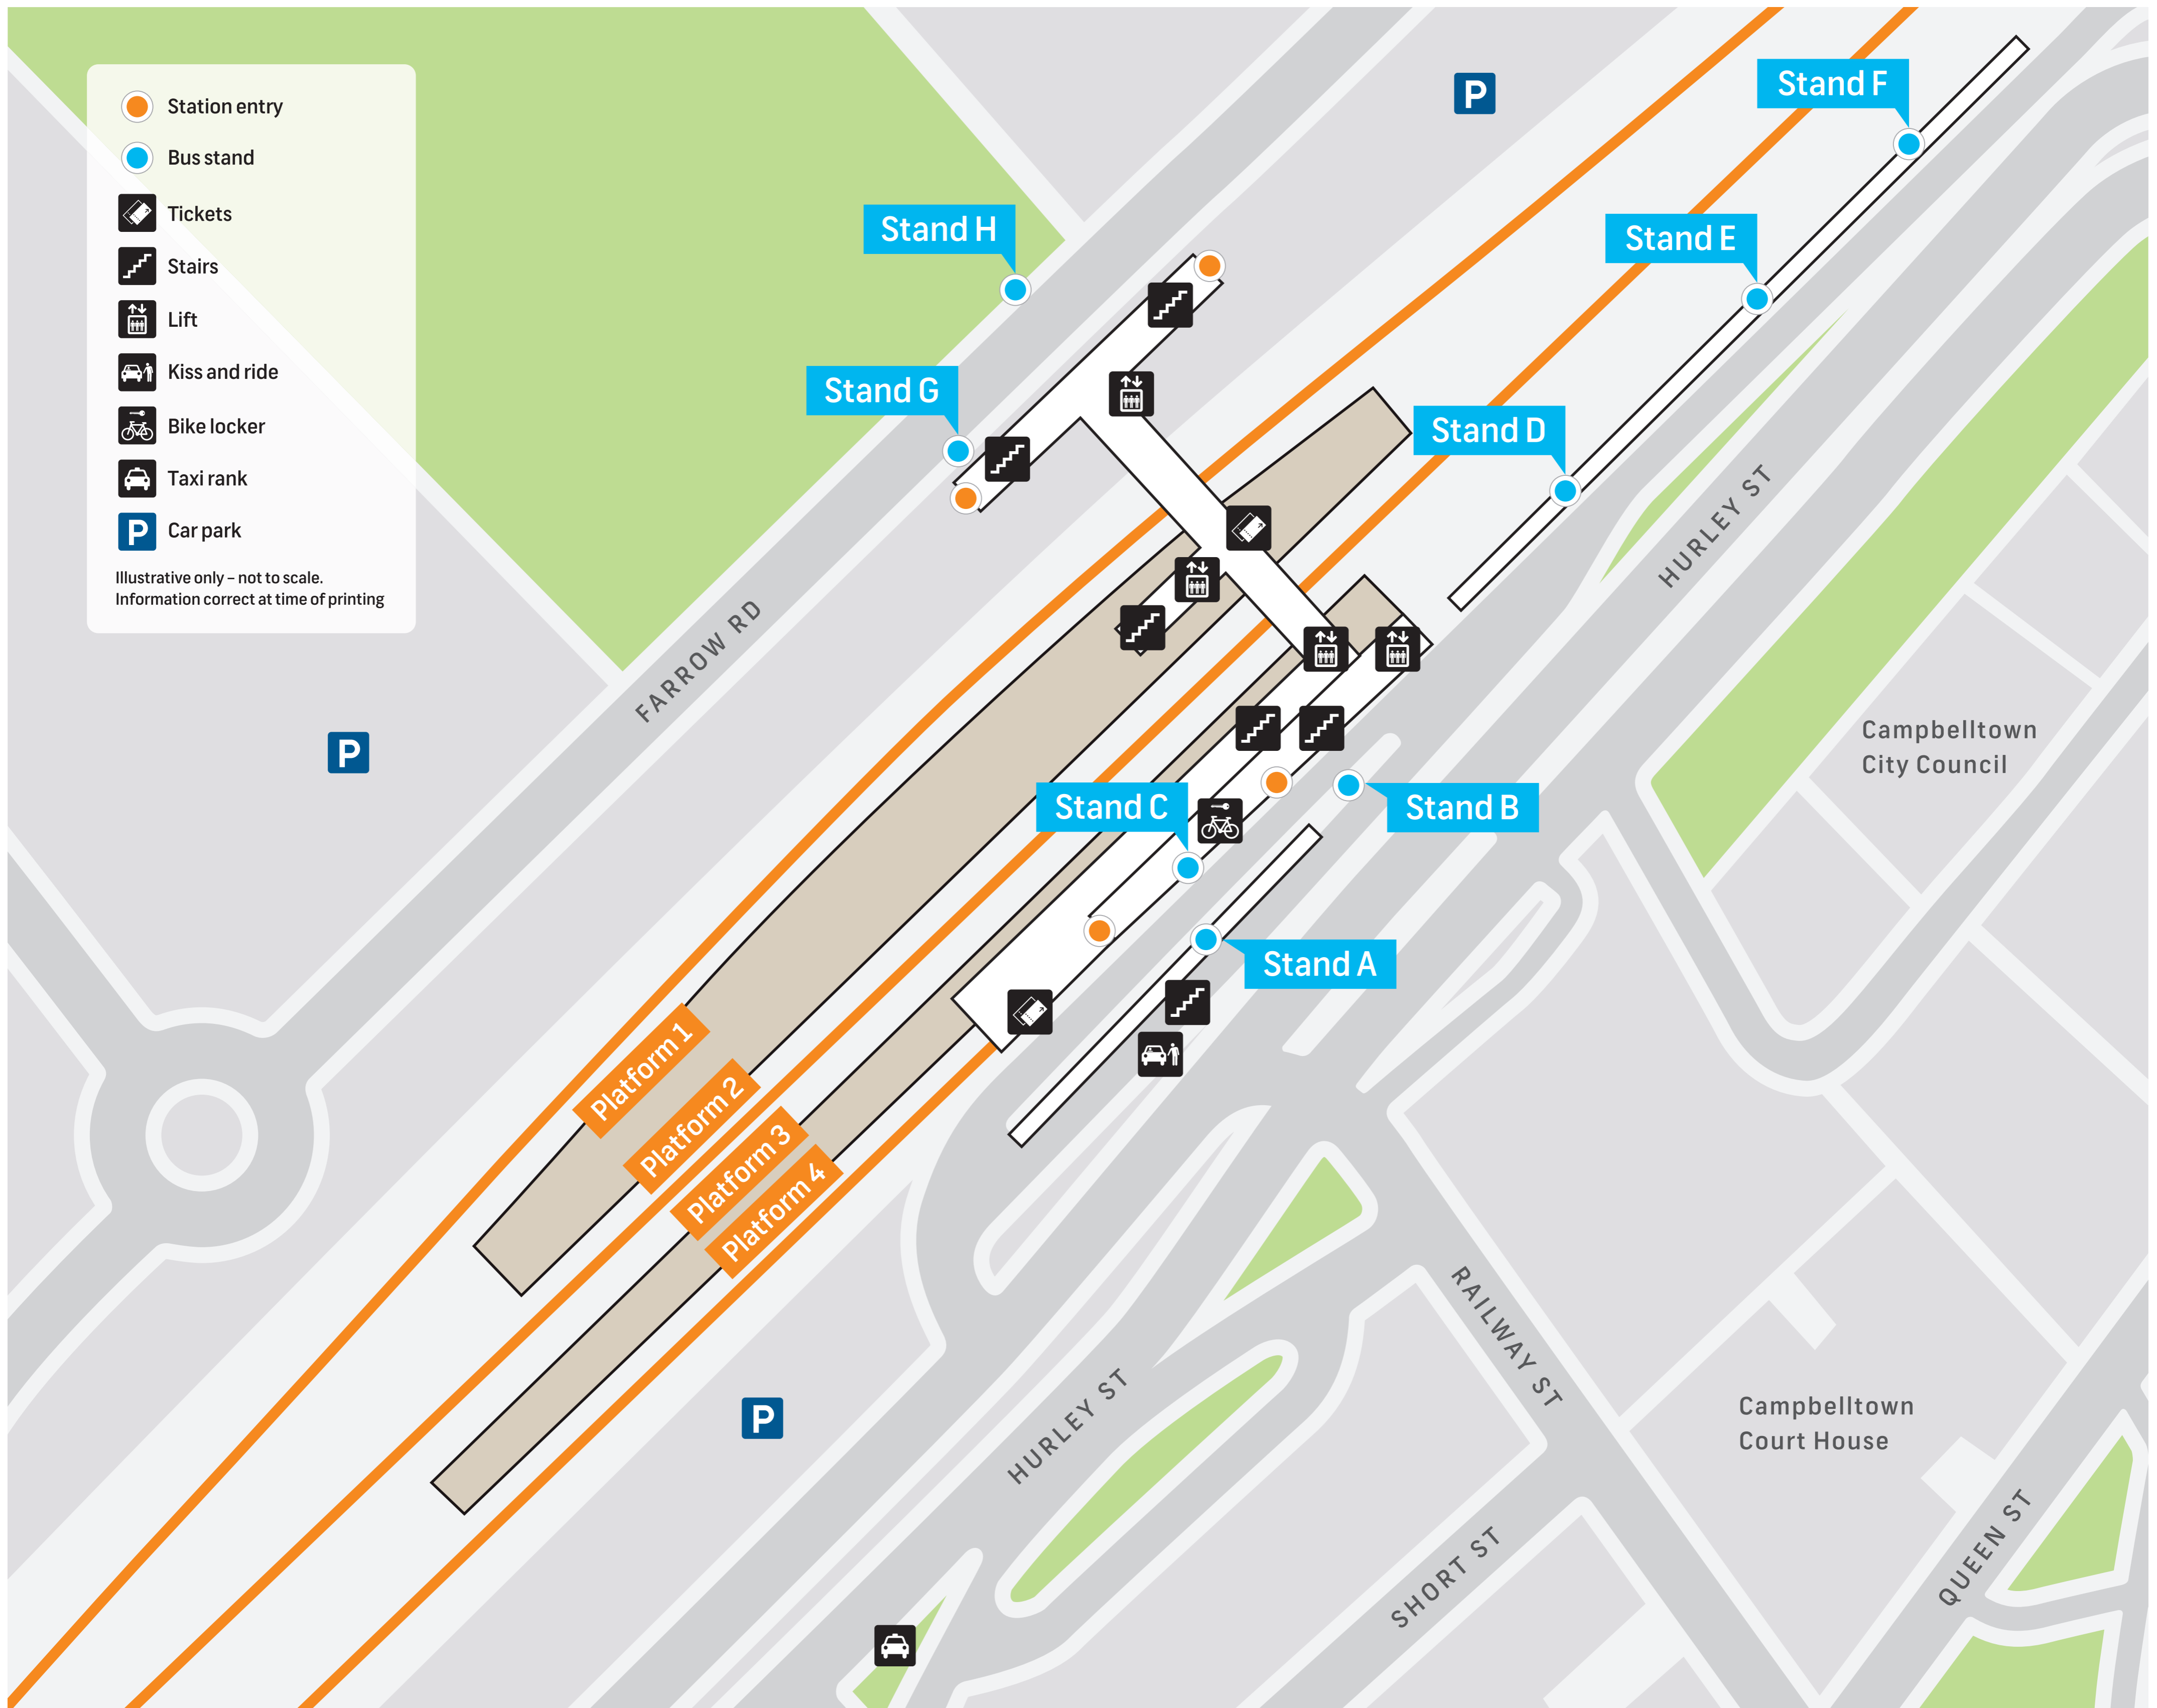 Station entry
Bus stand
Tickets
Stairs
Lift
Kiss and ride
Bike locker
Taxi rank
P
Car park
Illustrative only – not to scale.
Information correct at time of printing
P
Stand F
Stand H
Stand E
Stand G
Stand D
HURLEY ST
FARROW RD
P
Campbelltown
City Council
Stand C
Stand B
Stand A
Platform 1
Platform 2
Platform 3
Platform 4
RAILWAY ST
P
HURLEY ST
Campbelltown
Court House
SHORT ST
QUEEN ST